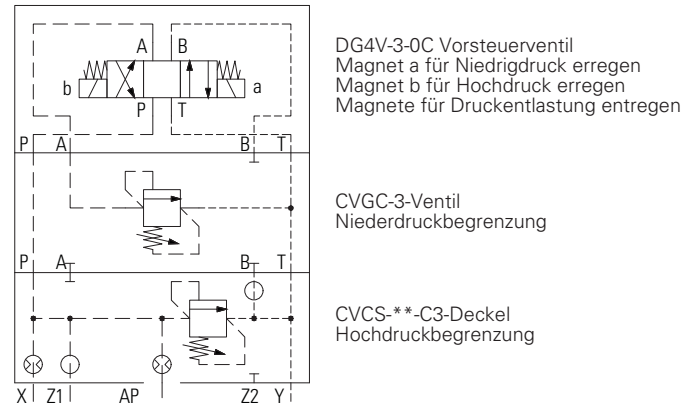 A B
DG4V-3-0C Vorsteuerventil
Magnet a für Niedrigdruck erregen
b a
Magnet b für Hochdruck erregen
P T
Magnete für Druckentlastung entregen
P A B T
CVGC-3-Ventil
Niederdruckbegrenzung
P A B T
CVCS-**-C3-Deckel
Hochdruckbegrenzung
X Z1 AP Z2 Y